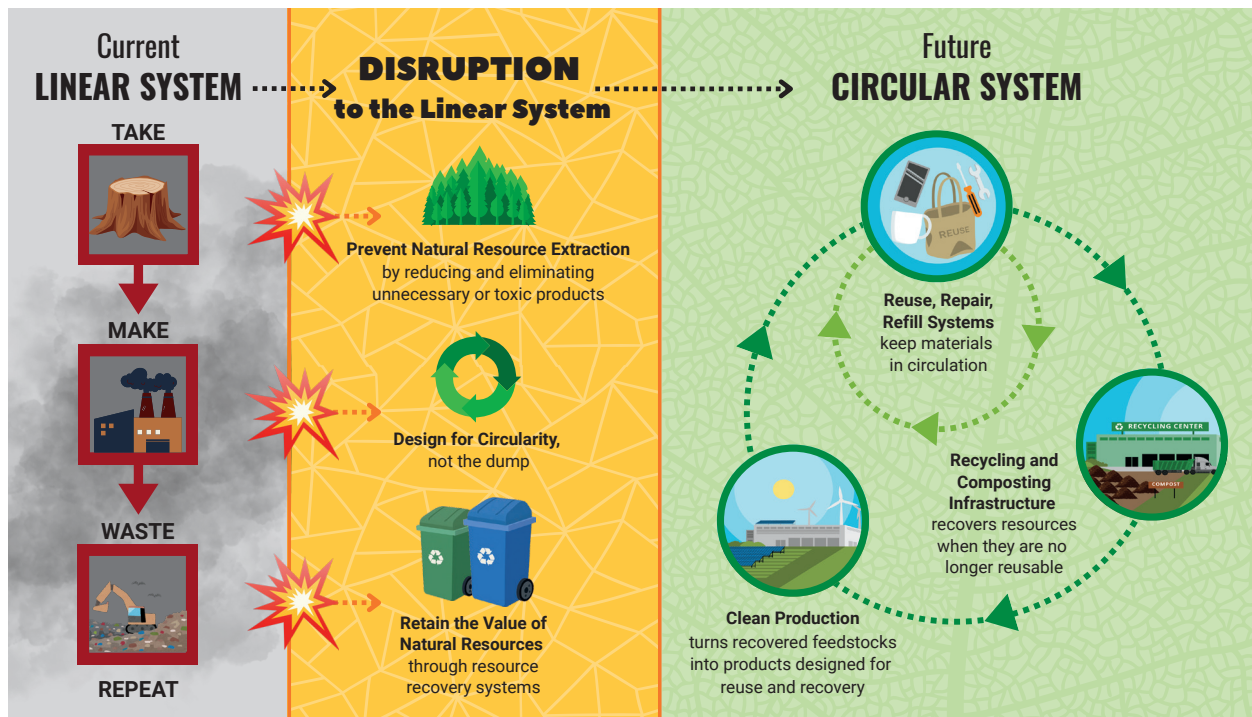 Current
LINEAR SYSTEM
TAKE
MAKE
WASTE
REPEAT
DISRUPTION
to the Linear System
Prevent Natural Resource Extraction
by reducing and eliminating
unnecessary or toxic products
Design for Circularity,
not the dump
Retain the Value of
Natural Resources
through resource
recovery systems
Future
CIRCULAR SYSTEM
REUSE
Reuse, Repair,
Refill Systems
keep materials
in circulation
RECYCLING CENTER
COMPOST
Recycling and
Composting
Infrastructure
recovers resources
when they are no
longer reusable
Clean Production
turns recovered feedstocks
into products designed for
reuse and recovery